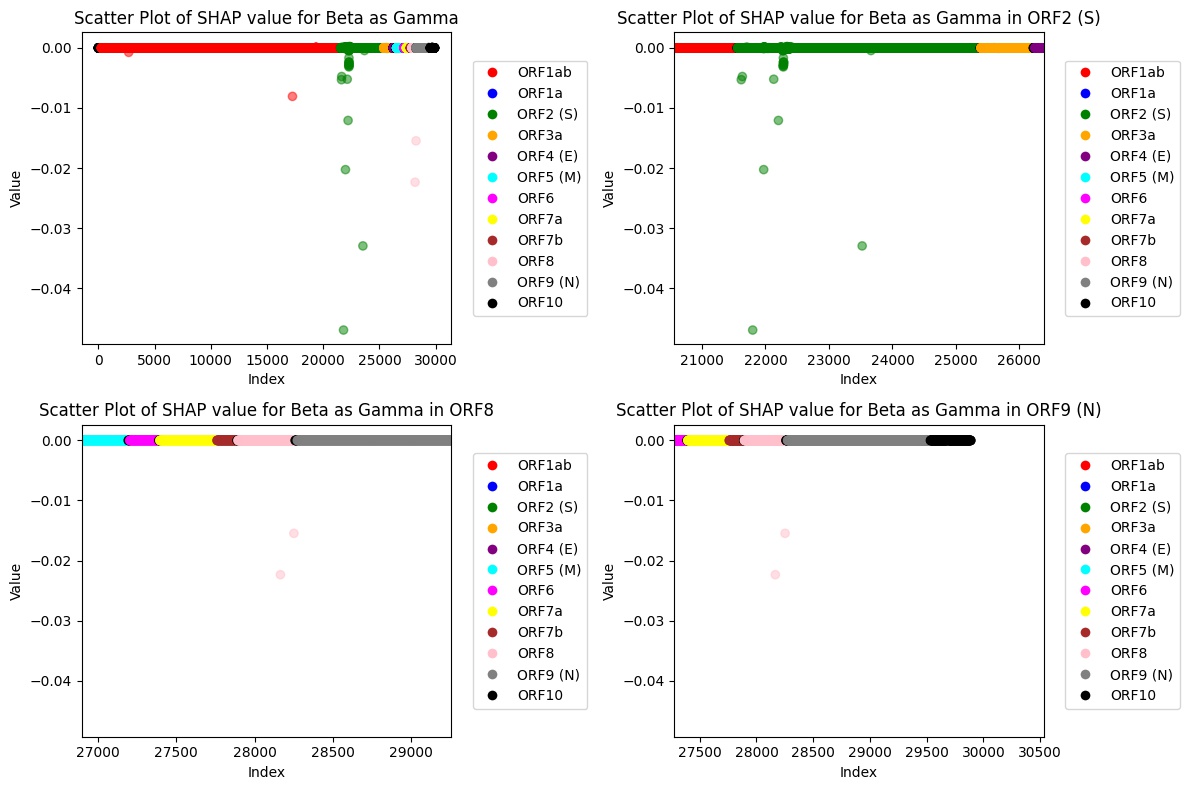 Scatter Plot of SHAP value for Beta as Gamma
0.00
−0.01
−0.02
−0.03
−0.04
Value
0
5000
10000
15000
20000
25000
30000
Index
ORF1ab
ORF1a
ORF2 (S)
ORF3a
ORF4 (E)
ORF5 (M)
ORF6
ORF7a
ORF7b
ORF8
ORF9 (N)
ORF10
Scatter Plot of SHAP value for Beta as Gamma in ORF2 (S)
0.00
−0.01
−0.02
−0.03
−0.04
Value
21000
22000
23000
24000
25000
26000
Index
ORF1ab
ORF1a
ORF2 (S)
ORF3a
ORF4 (E)
ORF5 (M)
ORF6
ORF7a
ORF7b
ORF8
ORF9 (N)
ORF10
Scatter Plot of SHAP value for Beta as Gamma in ORF8
0.00
−0.01
−0.02
−0.03
−0.04
Value
27000
27500
28000
28500
29000
Index
ORF1ab
ORF1a
ORF2 (S)
ORF3a
ORF4 (E)
ORF5 (M)
ORF6
ORF7a
ORF7b
ORF8
ORF9 (N)
ORF10
Scatter Plot of SHAP value for Beta as Gamma in ORF9 (N)
0.00
−0.01
−0.02
−0.03
−0.04
Value
27500
28000
28500
29000
29500
30000
30500
Index
ORF1ab
ORF1a
ORF2 (S)
ORF3a
ORF4 (E)
ORF5 (M)
ORF6
ORF7a
ORF7b
ORF8
ORF9 (N)
ORF10